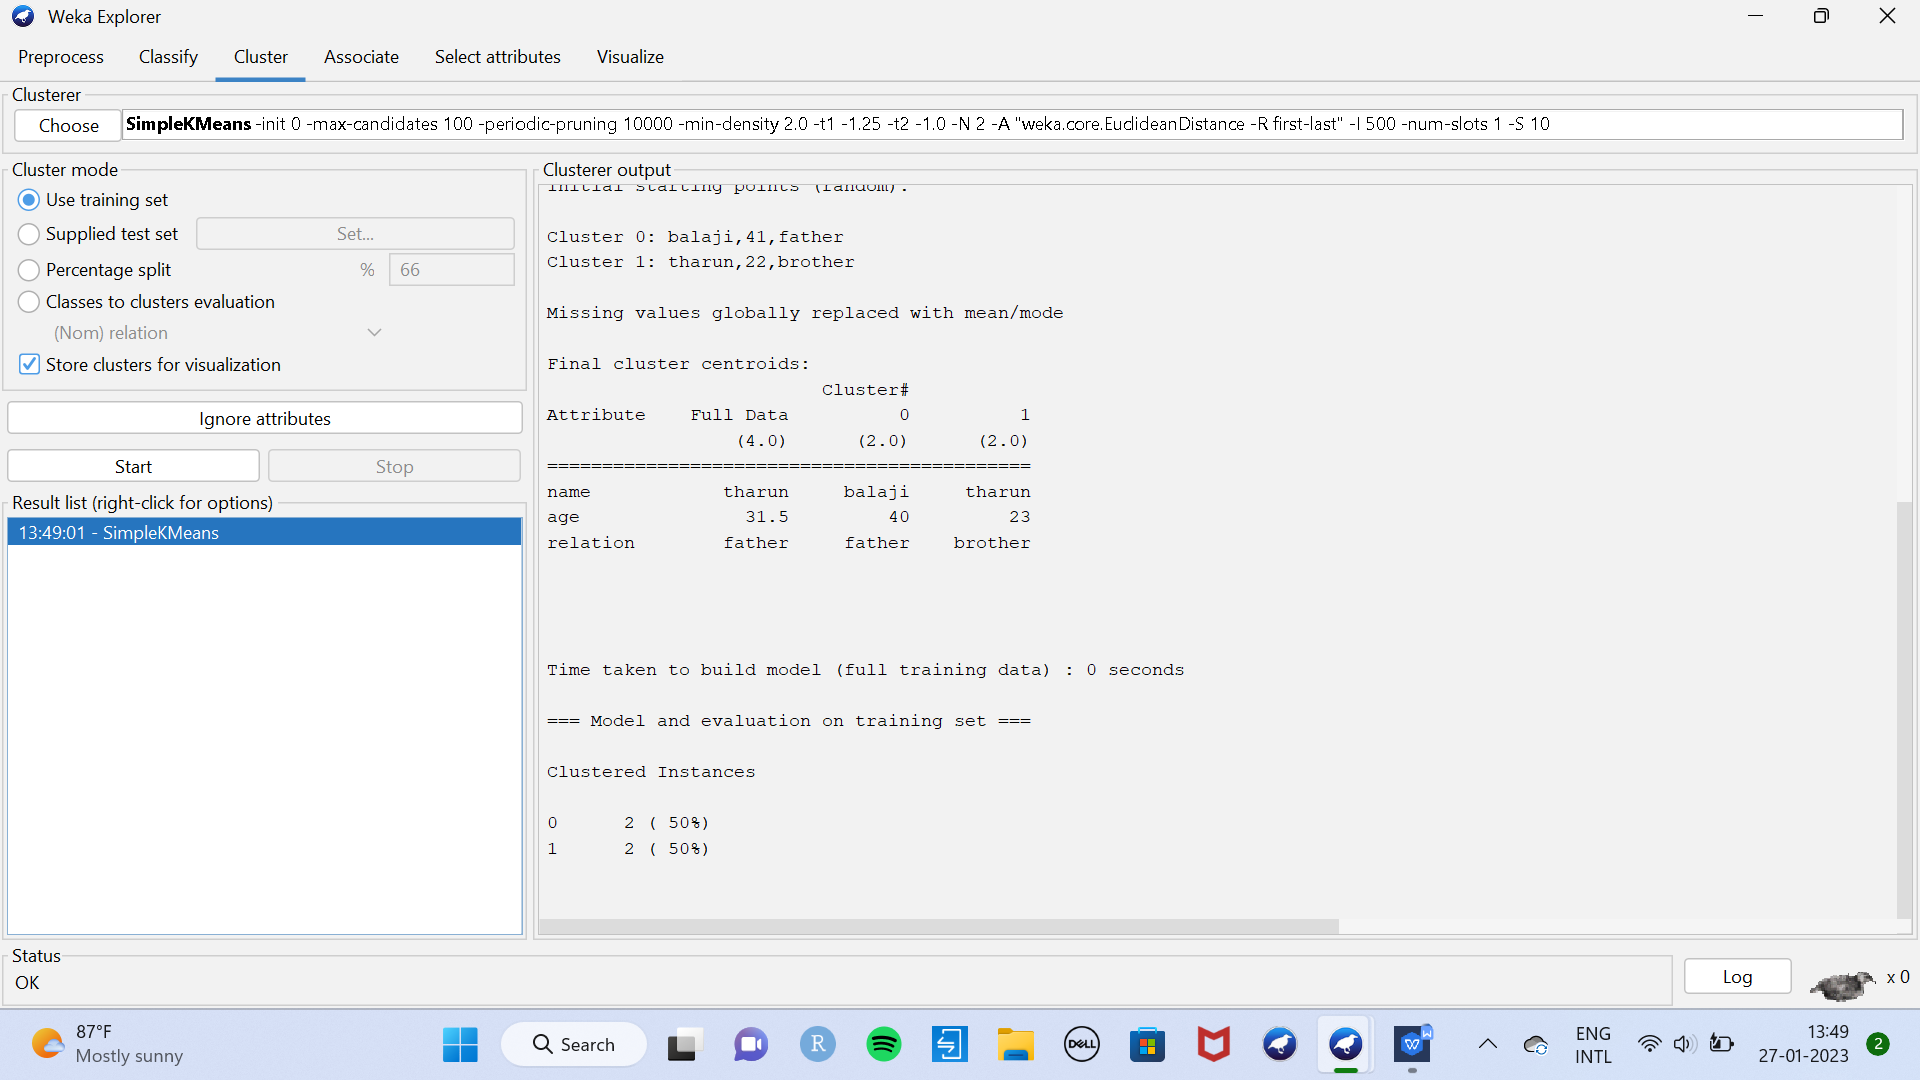 Weka Explorer
Preprocess Classify Cluster Associate Select attributes Visualize
Clusterer
Choose SimpleKMeans -init 0 -max-candidates 100 -periodic-pruning 10000 -min-density 2.0 -t1 -1.25 -t2 -1.0 -N 2 -A "weka.core.EuclideanDistance -R first-last" -I 500 -num-slots 1 -S 10
Cluster mode
Use training set
Supplied test set Set...
Percentage split % 66
Classes to clusters evaluation
(Nom) relation
Store clusters for visualization
Ignore attributes
Start Stop
Result list (right-click for options)
13:49:01 - SimpleKMeans
Clusterer output
Initial starting points (random):
Cluster 0: balaji,41,father
Cluster 1: tharun,22,brother
Missing values globally replaced with mean/mode
Final cluster centroids:
Cluster#
Attribute Full Data 0 1
(4.0) (2.0) (2.0)
============================================
name tharun balaji tharun
age 31.5 40 23
relation father father brother
Time taken to build model (full training data) : 0 seconds
=== Model and evaluation on training set ===
Clustered Instances
0 2 ( 50%)
1 2 ( 50%)
Status
OK
Log
x 0
87°F
Mostly sunny
Search
R
DELL
W
W
ENG
INTL
13:49
27-01-2023
2